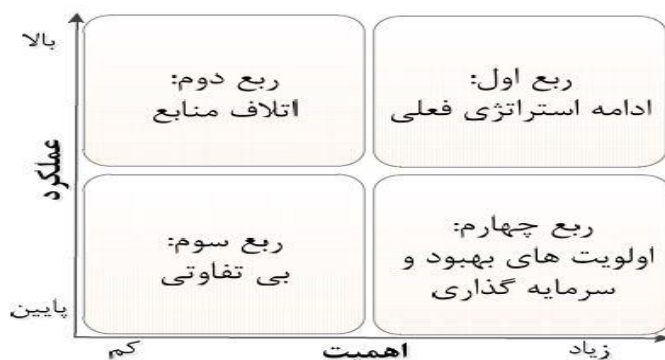 بالا
ربع دوم:
اتلاف منابع
ربع اول:
ادامه استراتژی فعلی
عملکرد
ربع سوم:
بی تفاوتی
ربع چهارم:
اولویت های بهبود و
سرمایه گذاری
پایین
کم
اهمیت
زیاد